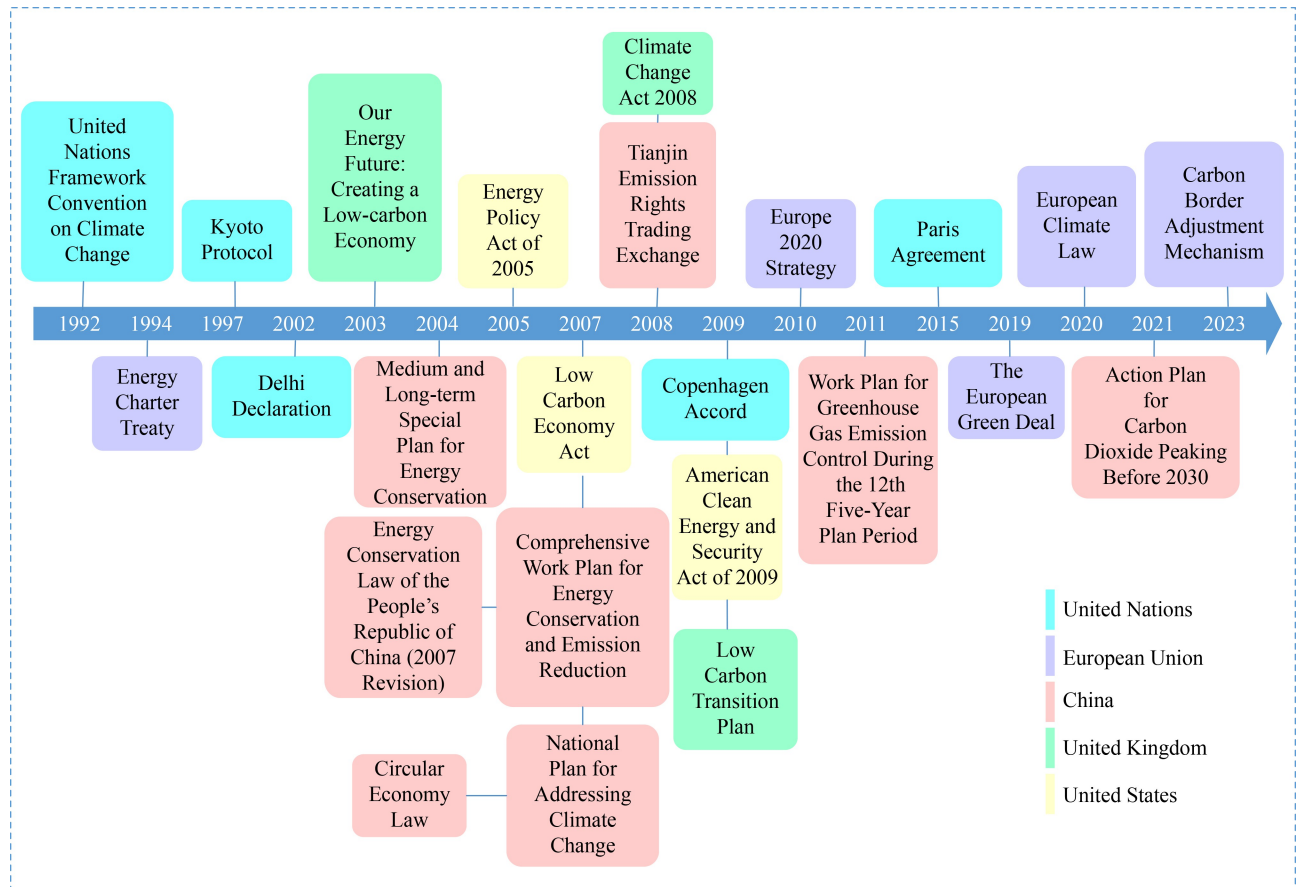 Climate
Change
Act 2008
United
Nations
Framework
Convention
on Climate
Change
Kyoto
Protocol
Our
Energy
Future:
Creating a
Low-carbon
Economy
Energy
Policy
Act of
2005
Tianjin
Emission
Rights
Trading
Exchange
Europe
2020
Strategy
Paris
Agreement
European
Climate
Law
Carbon
Border
Adjustment
Mechanism
1992 1994 1997 2002 2003 2004 2005 2007 2008 2009 2010 2011 2015 2019 2020 2021 2023
Energy
Charter
Treaty
Delhi
Declaration
Medium and
Long-term
Special
Plan for
Energy
Conservation
Low
Carbon
Economy
Act
Copenhagen
Accord
Work Plan for
Greenhouse
Gas Emission
Control During
the 12th
Five-Year
Plan Period
The
European
Green Deal
Action Plan
for
Carbon
Dioxide Peaking
Before 2030
Energy
Conservation
Law of the
People's
Republic of
China (2007
Revision)
Comprehensive
Work Plan for
Energy
Conservation
and Emission
Reduction
American
Clean
Energy and
Security
Act of 2009
Low
Carbon
Transition
Plan
Circular
Economy
Law
National
Plan for
Addressing
Climate
Change
United Nations
European Union
China
United Kingdom
United States